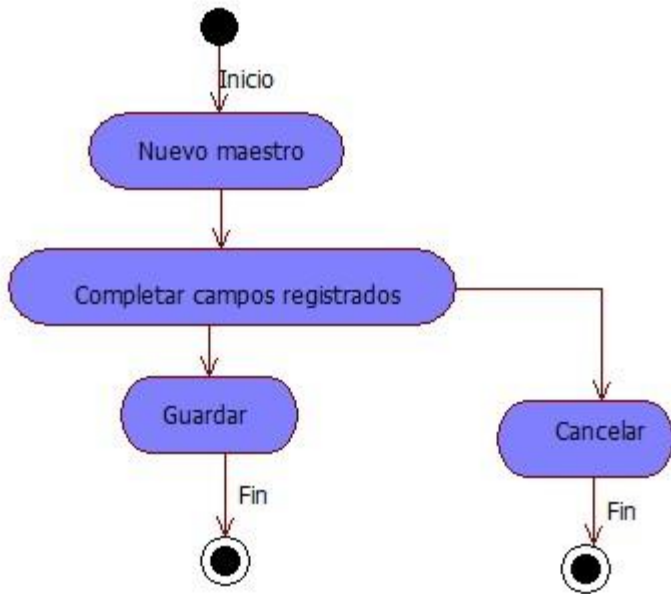 Inicio
Nuevo maestro
Completar campos registrados
Guardar
Cancelar
Fin
Fin